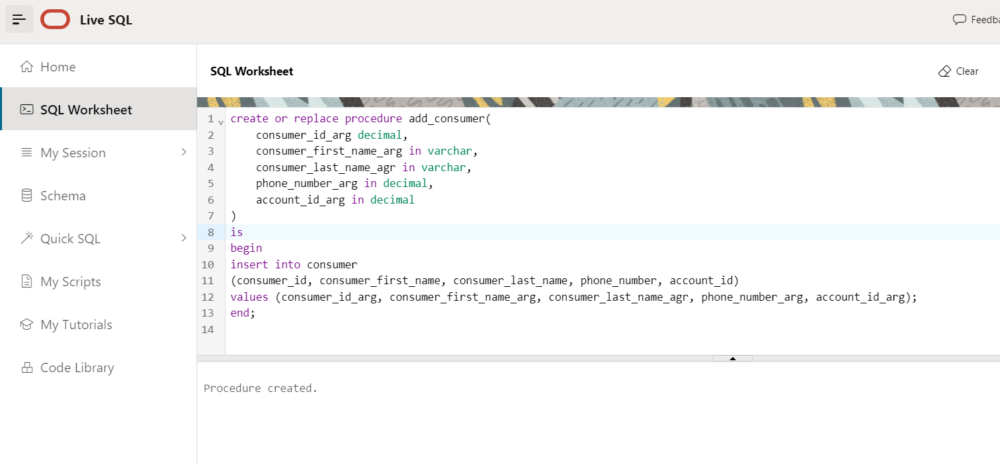 Live SQL
Feedba
Home
SQL Worksheet
My Session
Schema
Quick SQL
My Scripts
My Tutorials
Code Library
SQL Worksheet
Clear
1 create or replace procedure add_consumer(
2     consumer_id_arg decimal,
3     consumer_first_name_arg in varchar,
4     consumer_last_name_agr in varchar,
5     phone_number_arg in decimal,
6     account_id_arg in decimal
7 )
8 is
9 begin
10 insert into consumer
11 (consumer_id, consumer_first_name, consumer_last_name, phone_number, account_id)
12 values (consumer_id_arg, consumer_first_name_arg, consumer_last_name_agr, phone_number_arg, account_id_arg);
13 end;
14
Procedure created.